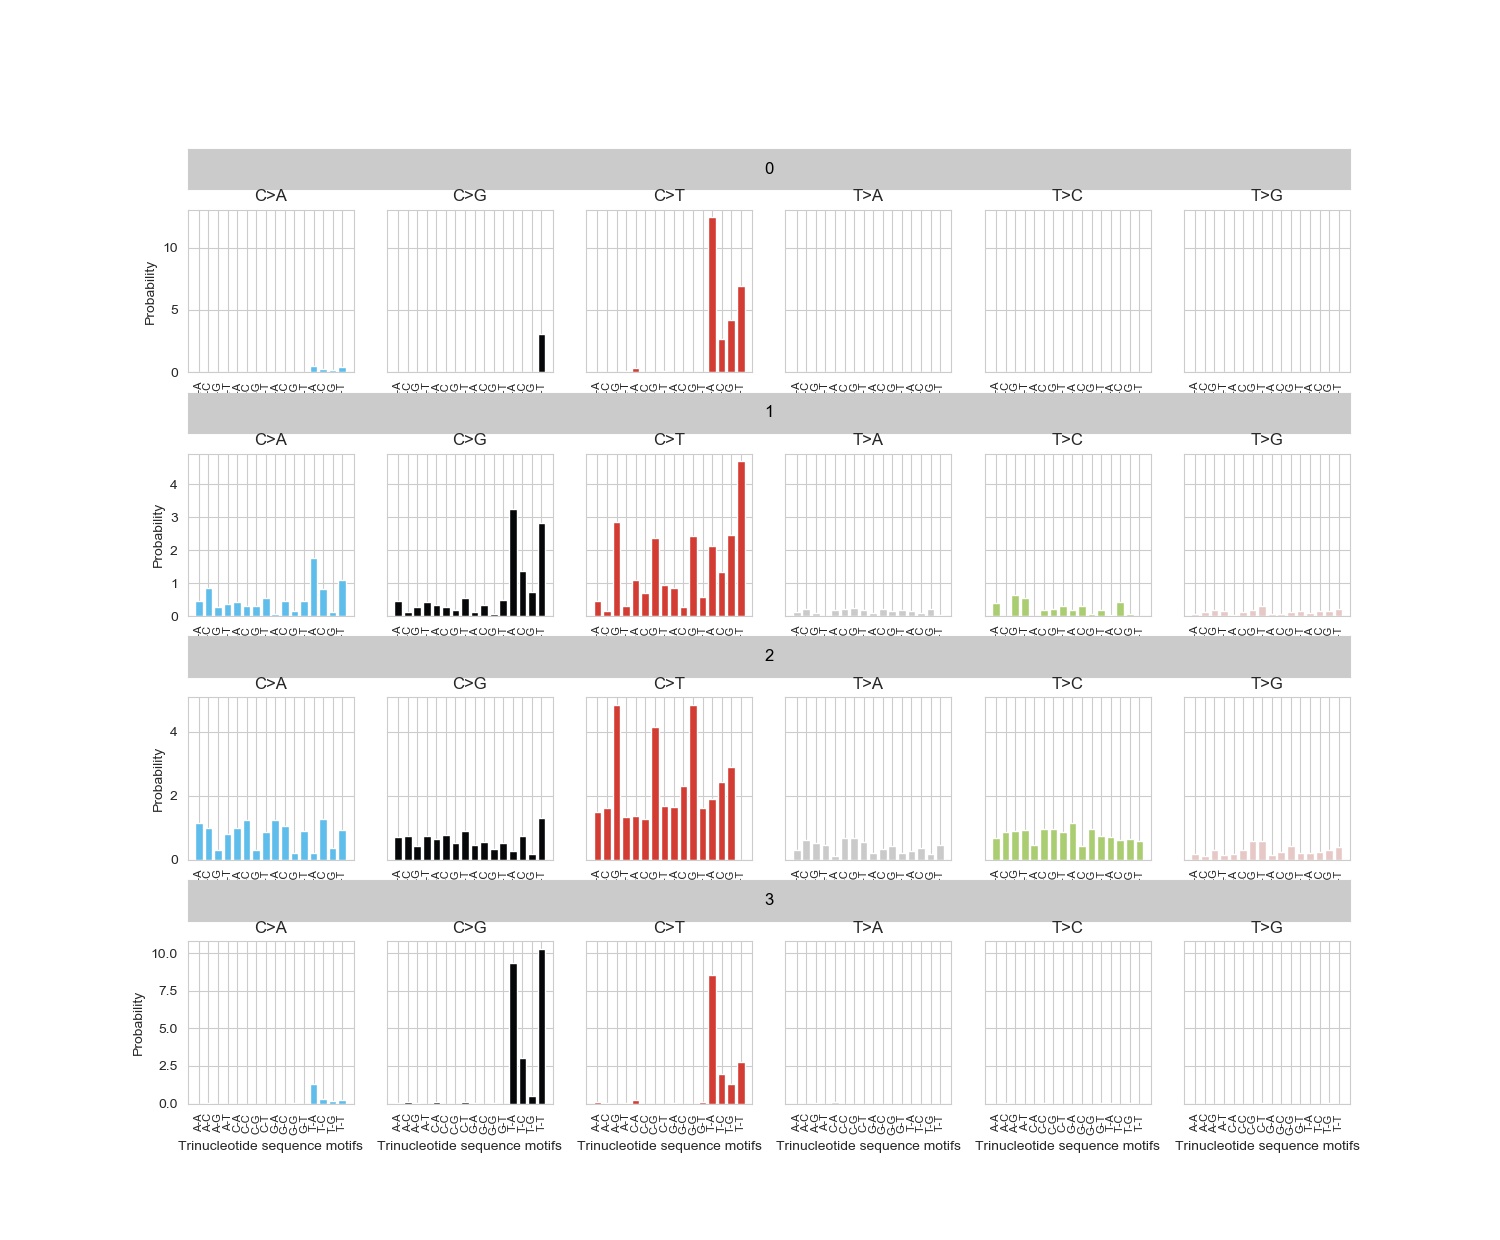 0
C>A C>G C>T T>A T>C T>G
Probability
10
5
0
1
C>A C>G C>T T>A T>C T>G
Probability
4
3
2
1
0
2
C>A C>G C>T T>A T>C T>G
Probability
4
2
0
3
C>A C>G C>T T>A T>C T>G
Probability
10.0
7.5
5.0
2.5
0.0
A-A A-C A-G A-T C-A C-C C-G C-T G-A G-C G-G G-T T-A T-C T-G T-T A-A A-C A-G A-T C-A C-C C-G C-T G-A G-C G-G G-T T-A T-C T-G T-T A-A A-C A-G A-T C-A C-C C-G C-T G-A G-C G-G G-T T-A T-C T-G T-T A-A A-C A-G A-T C-A C-C C-G C-T G-A G-C G-G G-T T-A T-C T-G T-T A-A A-C A-G A-T C-A C-C C-G C-T G-A G-C G-G G-T T-A T-C T-G T-T A-A A-C A-G A-T C-A C-C C-G C-T G-A G-C G-G G-T T-A T-C T-G T-T
Trinucleotide sequence motifs Trinucleotide sequence motifs Trinucleotide sequence motifs Trinucleotide sequence motifs Trinucleotide sequence motifs Trinucleotide sequence motifs